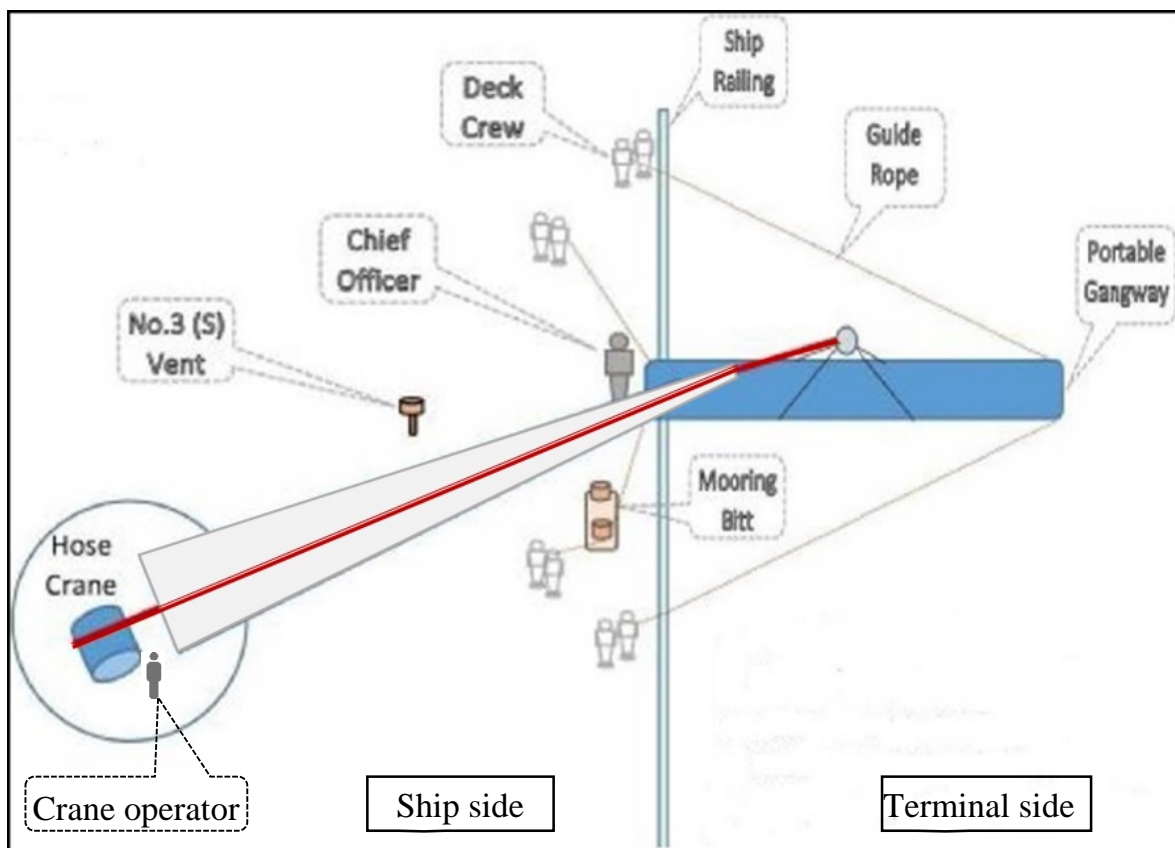 Ship
Railing
Deck
Crew
Guide
Rope
Chief
Officer
Portable
Gangway
No.3 (S)
Vent
Mooring
Bitt
Hose
Crane
Crane operator
Ship side
Terminal side